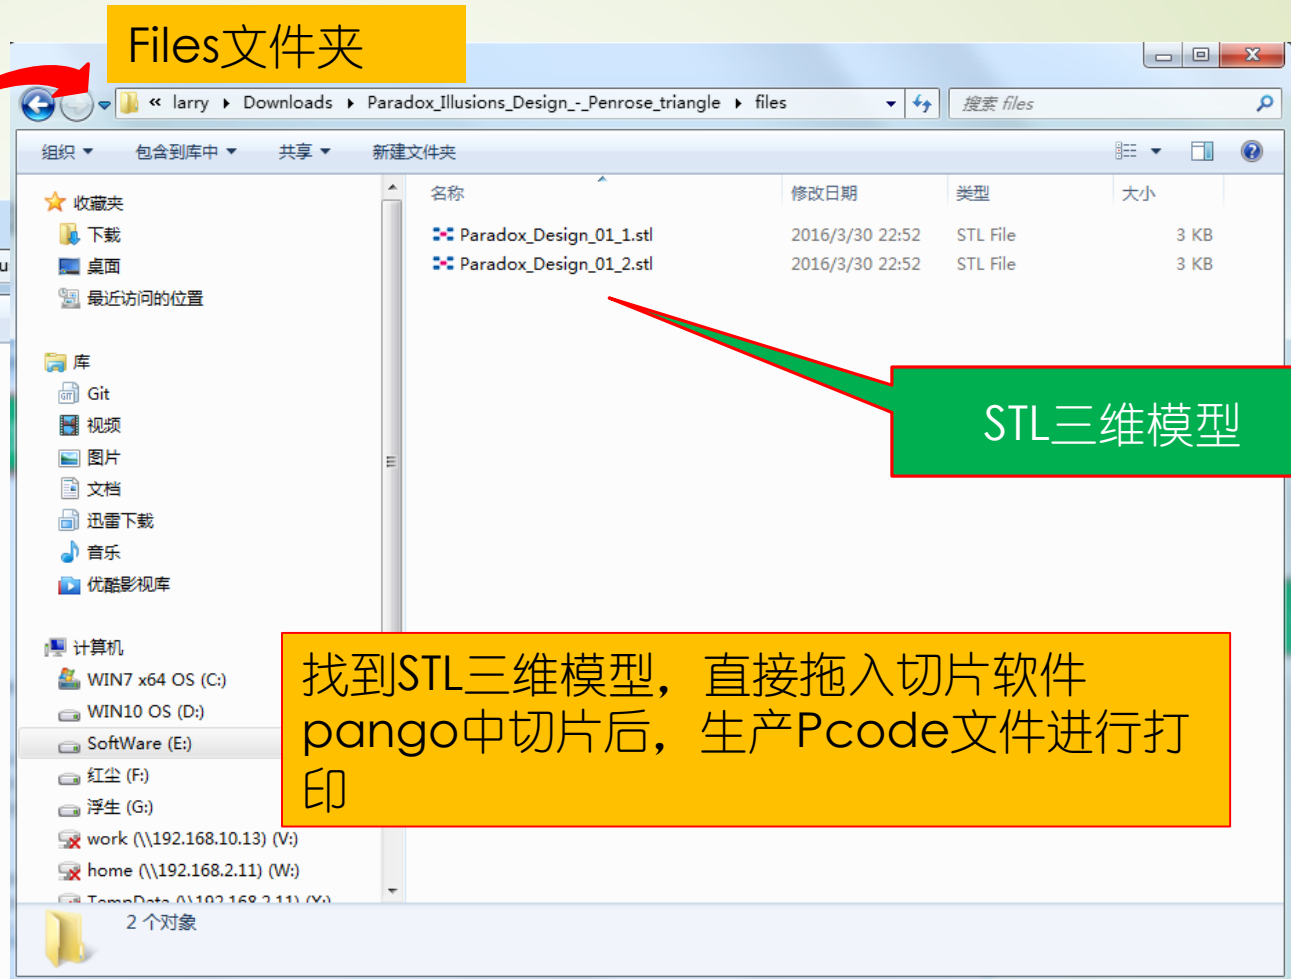 Files文件夹
« larry ▸ Downloads ▸ Paradox_Illusions_Design_-_Penrose_triangle ▸ files
搜索 files
组织
包含到库中
共享
新建文件夹
名称
修改日期
类型
大小
收藏夹
下载
桌面
最近访问的位置
Paradox_Design_01_1.stl 2016/3/30 22:52 STL File 3 KB
Paradox_Design_01_2.stl 2016/3/30 22:52 STL File 3 KB
STL三维模型
库
Git
视频
图片
文档
迅雷下载
音乐
优酷影视库
计算机
WIN7 x64 OS (C:)
WIN10 OS (D:)
SoftWare (E:)
红尘 (F:)
浮生 (G:)
work (\\192.168.10.13) (V:)
home (\\192.168.2.11) (W:)
TempData (\\192.168.2.11) (X:)
找到STL三维模型，直接拖入切片软件
pango中切片后，生产Pcode文件进行打
印
2 个对象